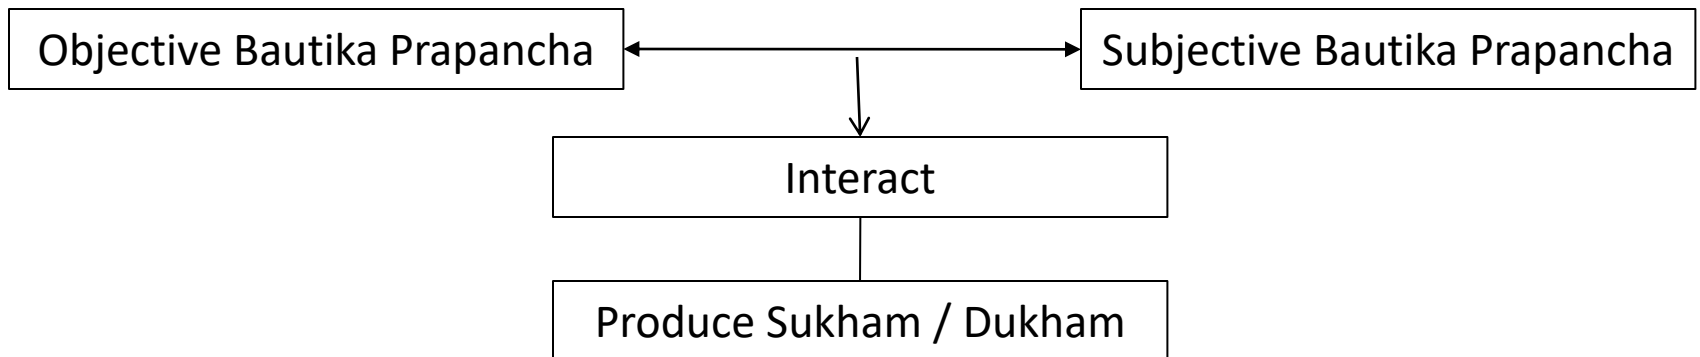 Objective Bautika Prapancha
Subjective Bautika Prapancha
Interact
Produce Sukham / Dukham